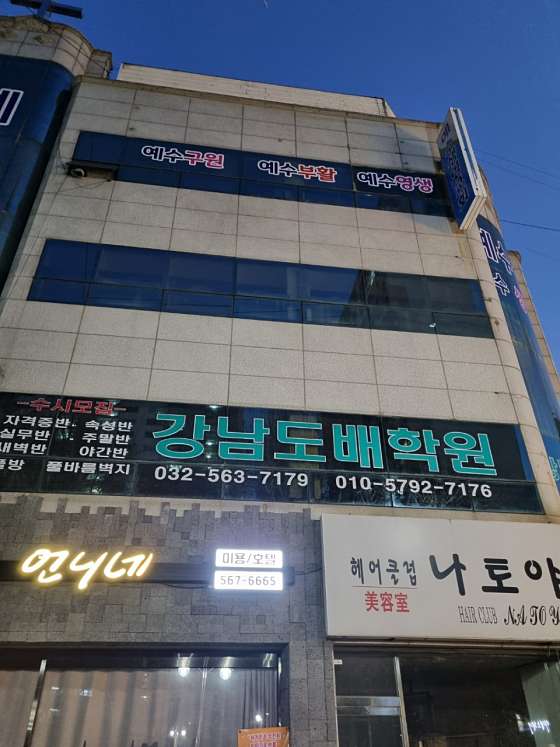 예수구원 예수부활 예수영생
-수시모집-
자격증반 속성반
실무반 주말반
새벽반 야간반
풀바름벽지
강남도배학원
032-563-7179 010-5792-7176
언니네
미용/호텔
567-6665
헤어클럽
美容室
나토야
HAIR CLUB